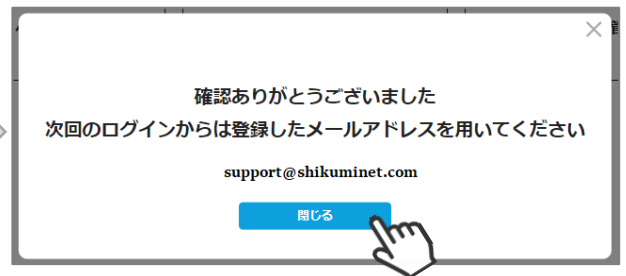 確認ありがとうございました
次回のログインからは登録したメールアドレスを用いてください
support@shikuminet.com
閉じる